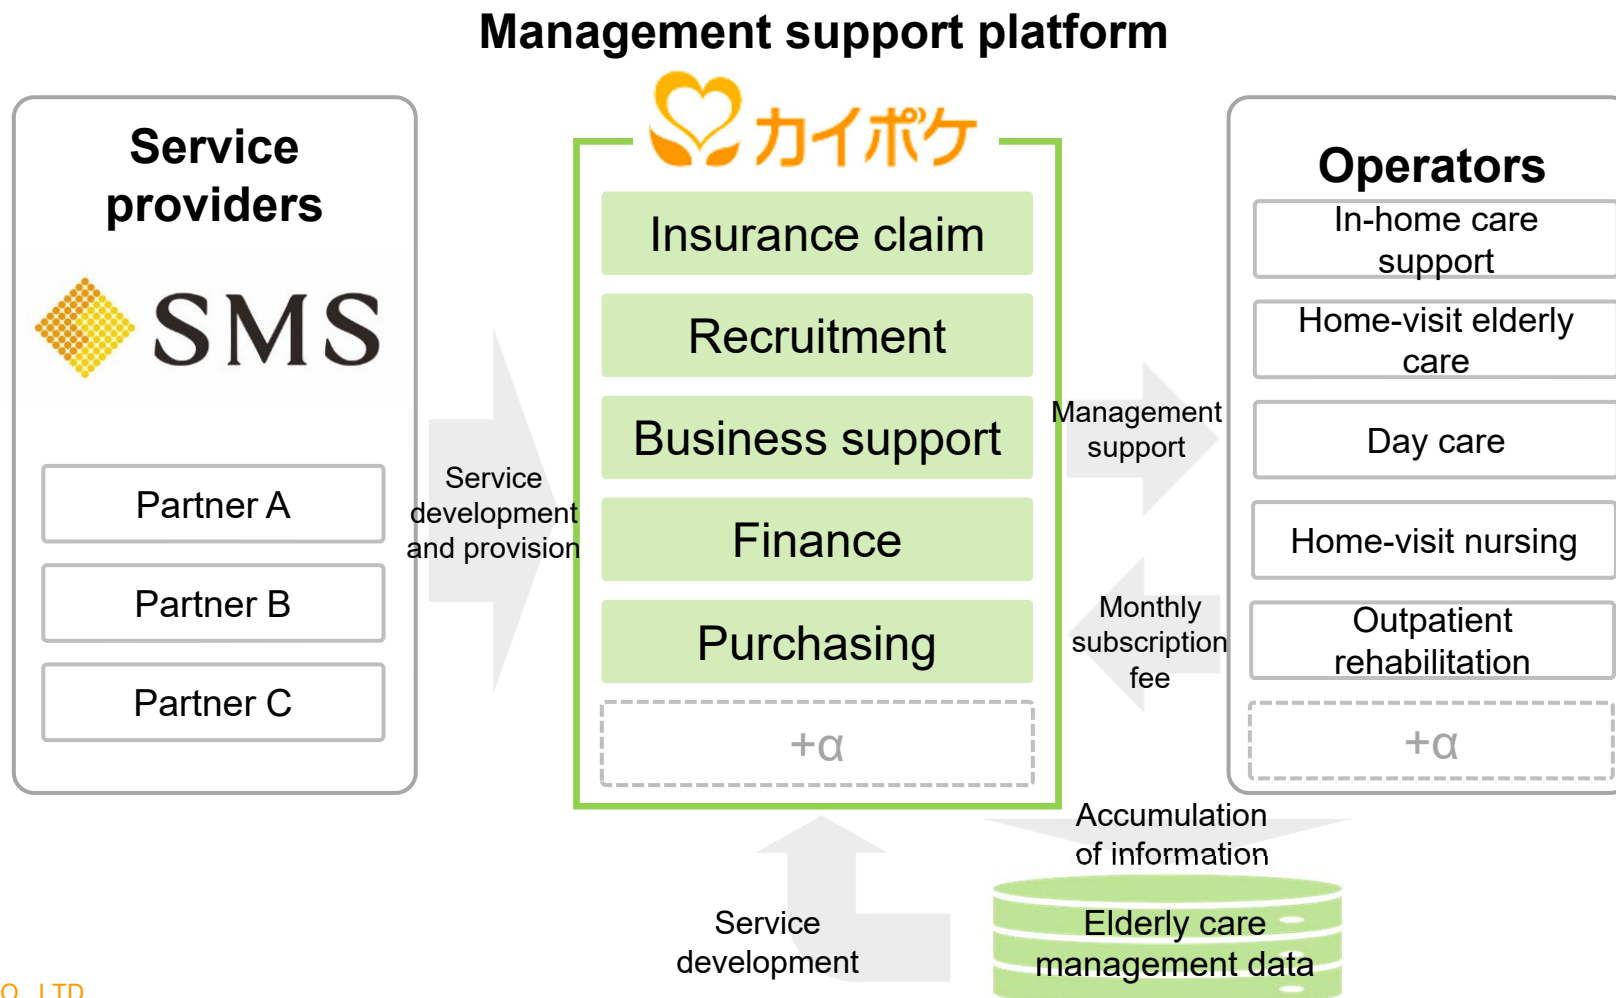 Management support platform
Service
providers
SMS
Partner A
Partner B
Partner C
Service
development
and provision
カイポケ
Insurance claim
Recruitment
Business support
Finance
Purchasing
+α
Management
support
Monthly
subscription
fee
Operators
In-home care
support
Home-visit elderly
care
Day care
Home-visit nursing
Outpatient
rehabilitation
+α
Accumulation
of information
Service
development
Elderly care
management data
LTD